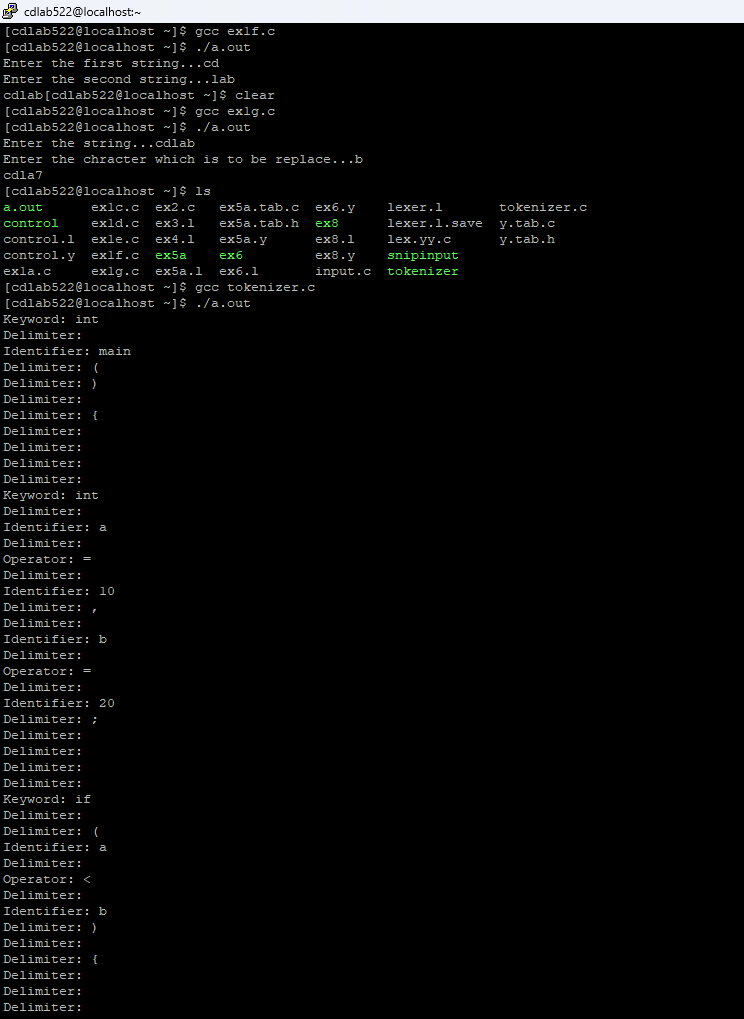 cdlab522@localhost:~
[cdlab522@localhost ~]$ gcc ex1f.c
[cdlab522@localhost ~]$ ./a.out
Enter the first string...cd
Enter the second string...lab
cdlab[cdlab522@localhost ~]$ clear
[cdlab522@localhost ~]$ gcc ex1g.c
[cdlab522@localhost ~]$ ./a.out
Enter the string...cdlab
Enter the chracter which is to be replace...b
cdla7
[cdlab522@localhost ~]$ ls
a.out      ex1c.c  ex2.c   ex5a.tab.c  ex6.y    lexer.l       tokenizer.c
control    ex1d.c  ex3.l   ex5a.tab.h  ex8      lexer.l.save  y.tab.c
control.l  ex1e.c  ex4.l   ex5a.y      ex8.l    lex.yy.c      y.tab.h
control.y  ex1f.c  ex5a    ex6         ex8.y    snipinput
ex1a.c     ex1g.c  ex5a.l  ex6.l       input.c  tokenizer
[cdlab522@localhost ~]$ gcc tokenizer.c
[cdlab522@localhost ~]$ ./a.out
Keyword: int
Delimiter:
Identifier: main
Delimiter: (
Delimiter: )
Delimiter:
Delimiter: {
Delimiter:
Delimiter:
Delimiter:
Delimiter:
Keyword: int
Delimiter:
Identifier: a
Delimiter:
Operator: =
Delimiter:
Identifier: 10
Delimiter: ,
Delimiter:
Identifier: b
Delimiter:
Operator: =
Delimiter:
Identifier: 20
Delimiter: ;
Delimiter:
Delimiter:
Delimiter:
Delimiter:
Keyword: if
Delimiter:
Delimiter: (
Identifier: a
Delimiter:
Operator: <
Delimiter:
Identifier: b
Delimiter: )
Delimiter:
Delimiter: {
Delimiter:
Delimiter:
Delimiter: